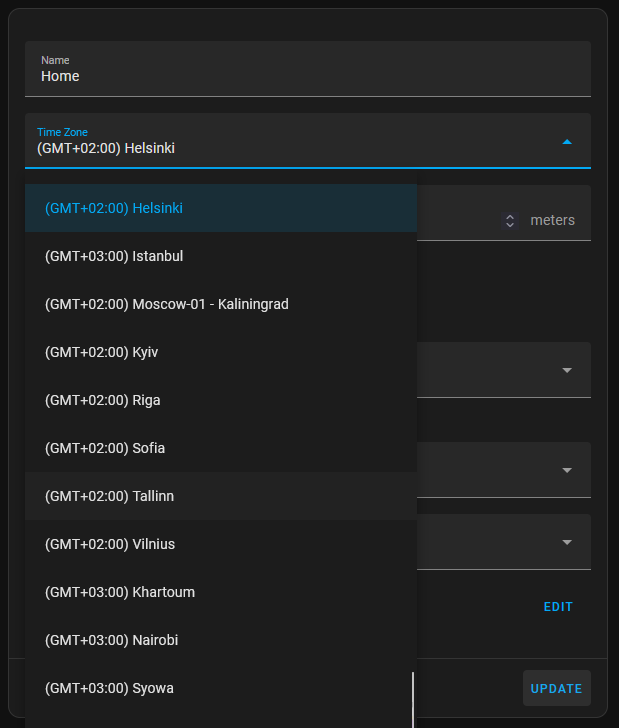 Name
Home
Time Zone
(GMT+02:00) Helsinki
(GMT+02:00) Helsinki
meters
(GMT+03:00) Istanbul
(GMT+02:00) Moscow-01 - Kaliningrad
(GMT+02:00) Kyiv
(GMT+02:00) Riga
(GMT+02:00) Sofia
(GMT+02:00) Tallinn
(GMT+02:00) Vilnius
(GMT+03:00) Khartoum
EDIT
(GMT+03:00) Nairobi
(GMT+03:00) Syowa
UPDATE